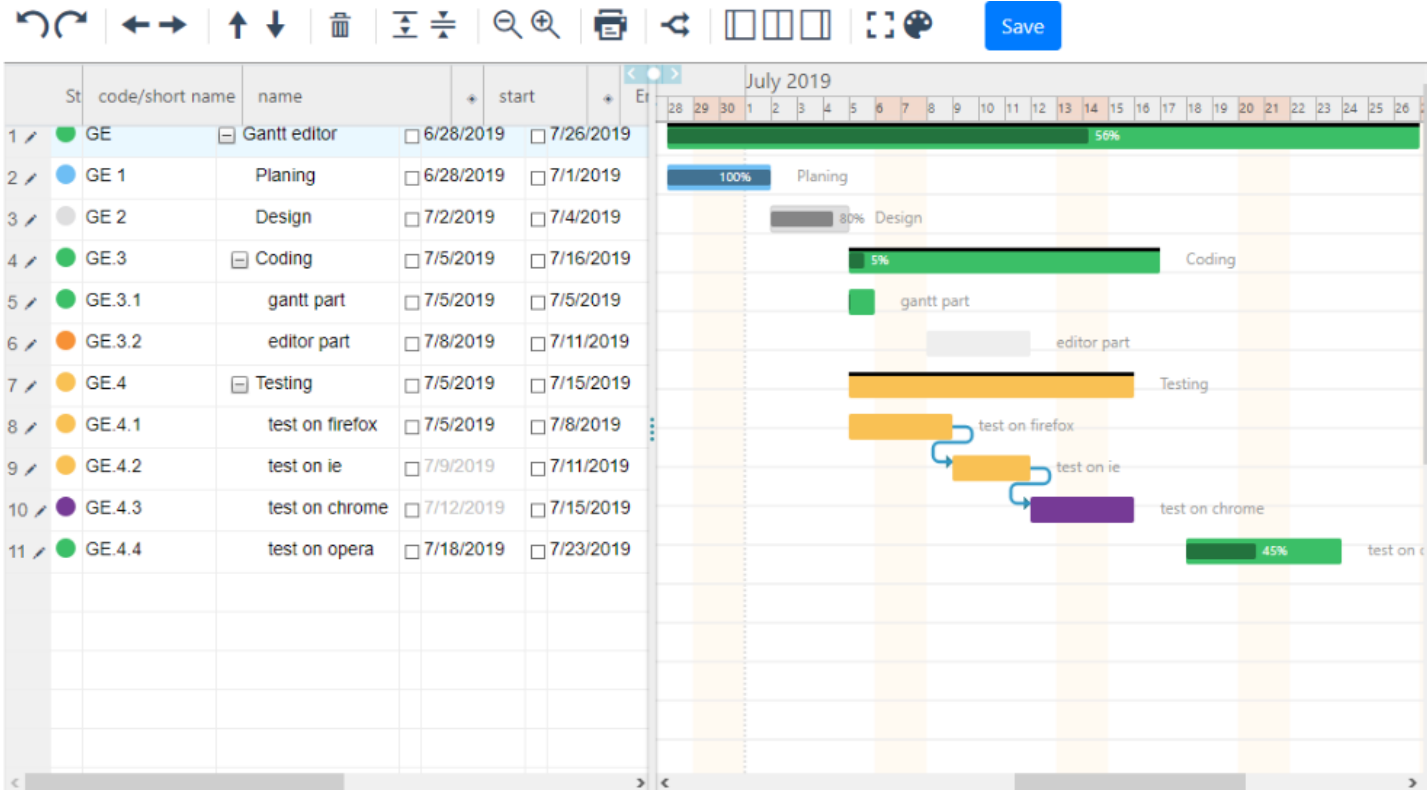 Save
July 2019
St code/short name name start
28 29 30 1 2 3 4 5 6 7 8 9 10 11 12 13 14 15 16 17 18 19 20 21 22 23 24 25 26
1 GE Gantt editor 6/28/2019 7/26/2019 56%
2 GE 1 Planing 6/28/2019 7/1/2019 100% Planing
3 GE 2 Design 7/2/2019 7/4/2019 80% Design
4 GE.3 Coding 7/5/2019 7/16/2019 5% Coding
5 GE.3.1 gantt part 7/5/2019 7/5/2019 gantt part
6 GE.3.2 editor part 7/8/2019 7/11/2019 editor part
7 GE.4 Testing 7/5/2019 7/15/2019 Testing
8 GE.4.1 test on firefox 7/5/2019 7/8/2019 test on firefox
9 GE.4.2 test on ie 7/9/2019 7/11/2019 test on ie
10 GE.4.3 test on chrome 7/12/2019 7/15/2019 test on chrome
11 GE.4.4 test on opera 7/18/2019 7/23/2019 45% test on